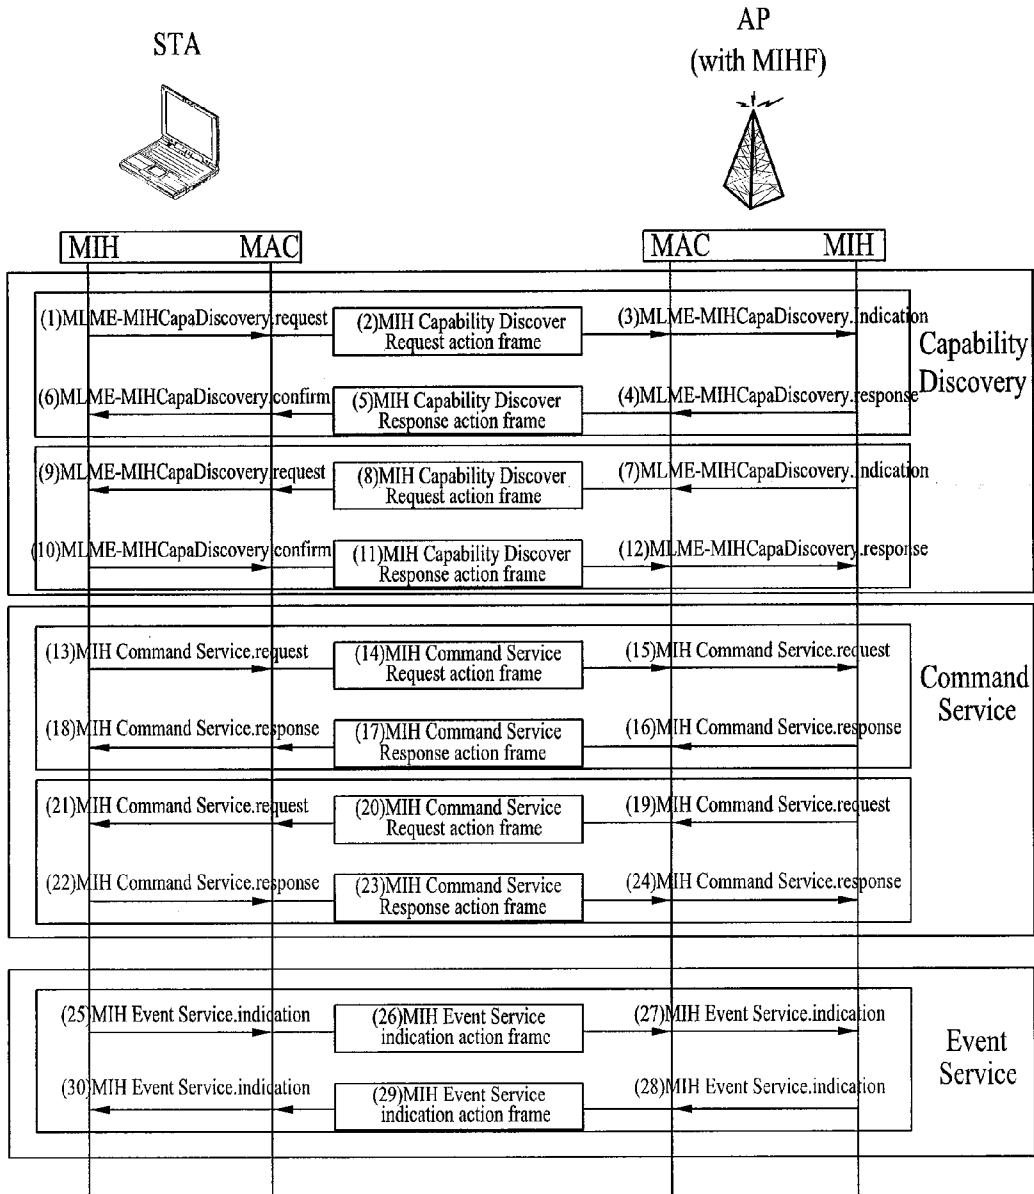 STA
AP
(with MIHF)
MIH
MAC
MAC
MIH
(1)MLME-MIHCapaDiscovery.request
(2)MIH Capability Discover
Request action frame
(3)MLME-MIHCapaDiscovery.indication
Capability
Discovery
(6)MLME-MIHCapaDiscovery.confirm
(5)MIH Capability Discover
Response action frame
(4)MLME-MIHCapaDiscovery.response
(9)MLME-MIHCapaDiscovery.request
(8)MIH Capability Discover
Request action frame
(7)MLME-MIHCapaDiscovery.indication
(10)MLME-MIHCapaDiscovery.confirm
(11)MIH Capability Discover
Response action frame
(12)MLME-MIHCapaDiscovery.response
(13)MIH Command Service.request
(14)MIH Command Service
Request action frame
(15)MIH Command Service.request
Command
Service
(18)MIH Command Service.response
(17)MIH Command Service
Response action frame
(16)MIH Command Service.response
(21)MIH Command Service.request
(20)MIH Command Service
Request action frame
(19)MIH Command Service.request
(22)MIH Command Service.response
(23)MIH Command Service
Response action frame
(24)MIH Command Service.response
(25)MIH Event Service.indication
(26)MIH Event Service
indication action frame
(27)MIH Event Service.indication
Event
Service
(30)MIH Event Service.indication
(29)MIH Event Service
indication action frame
(28)MIH Event Service.indication